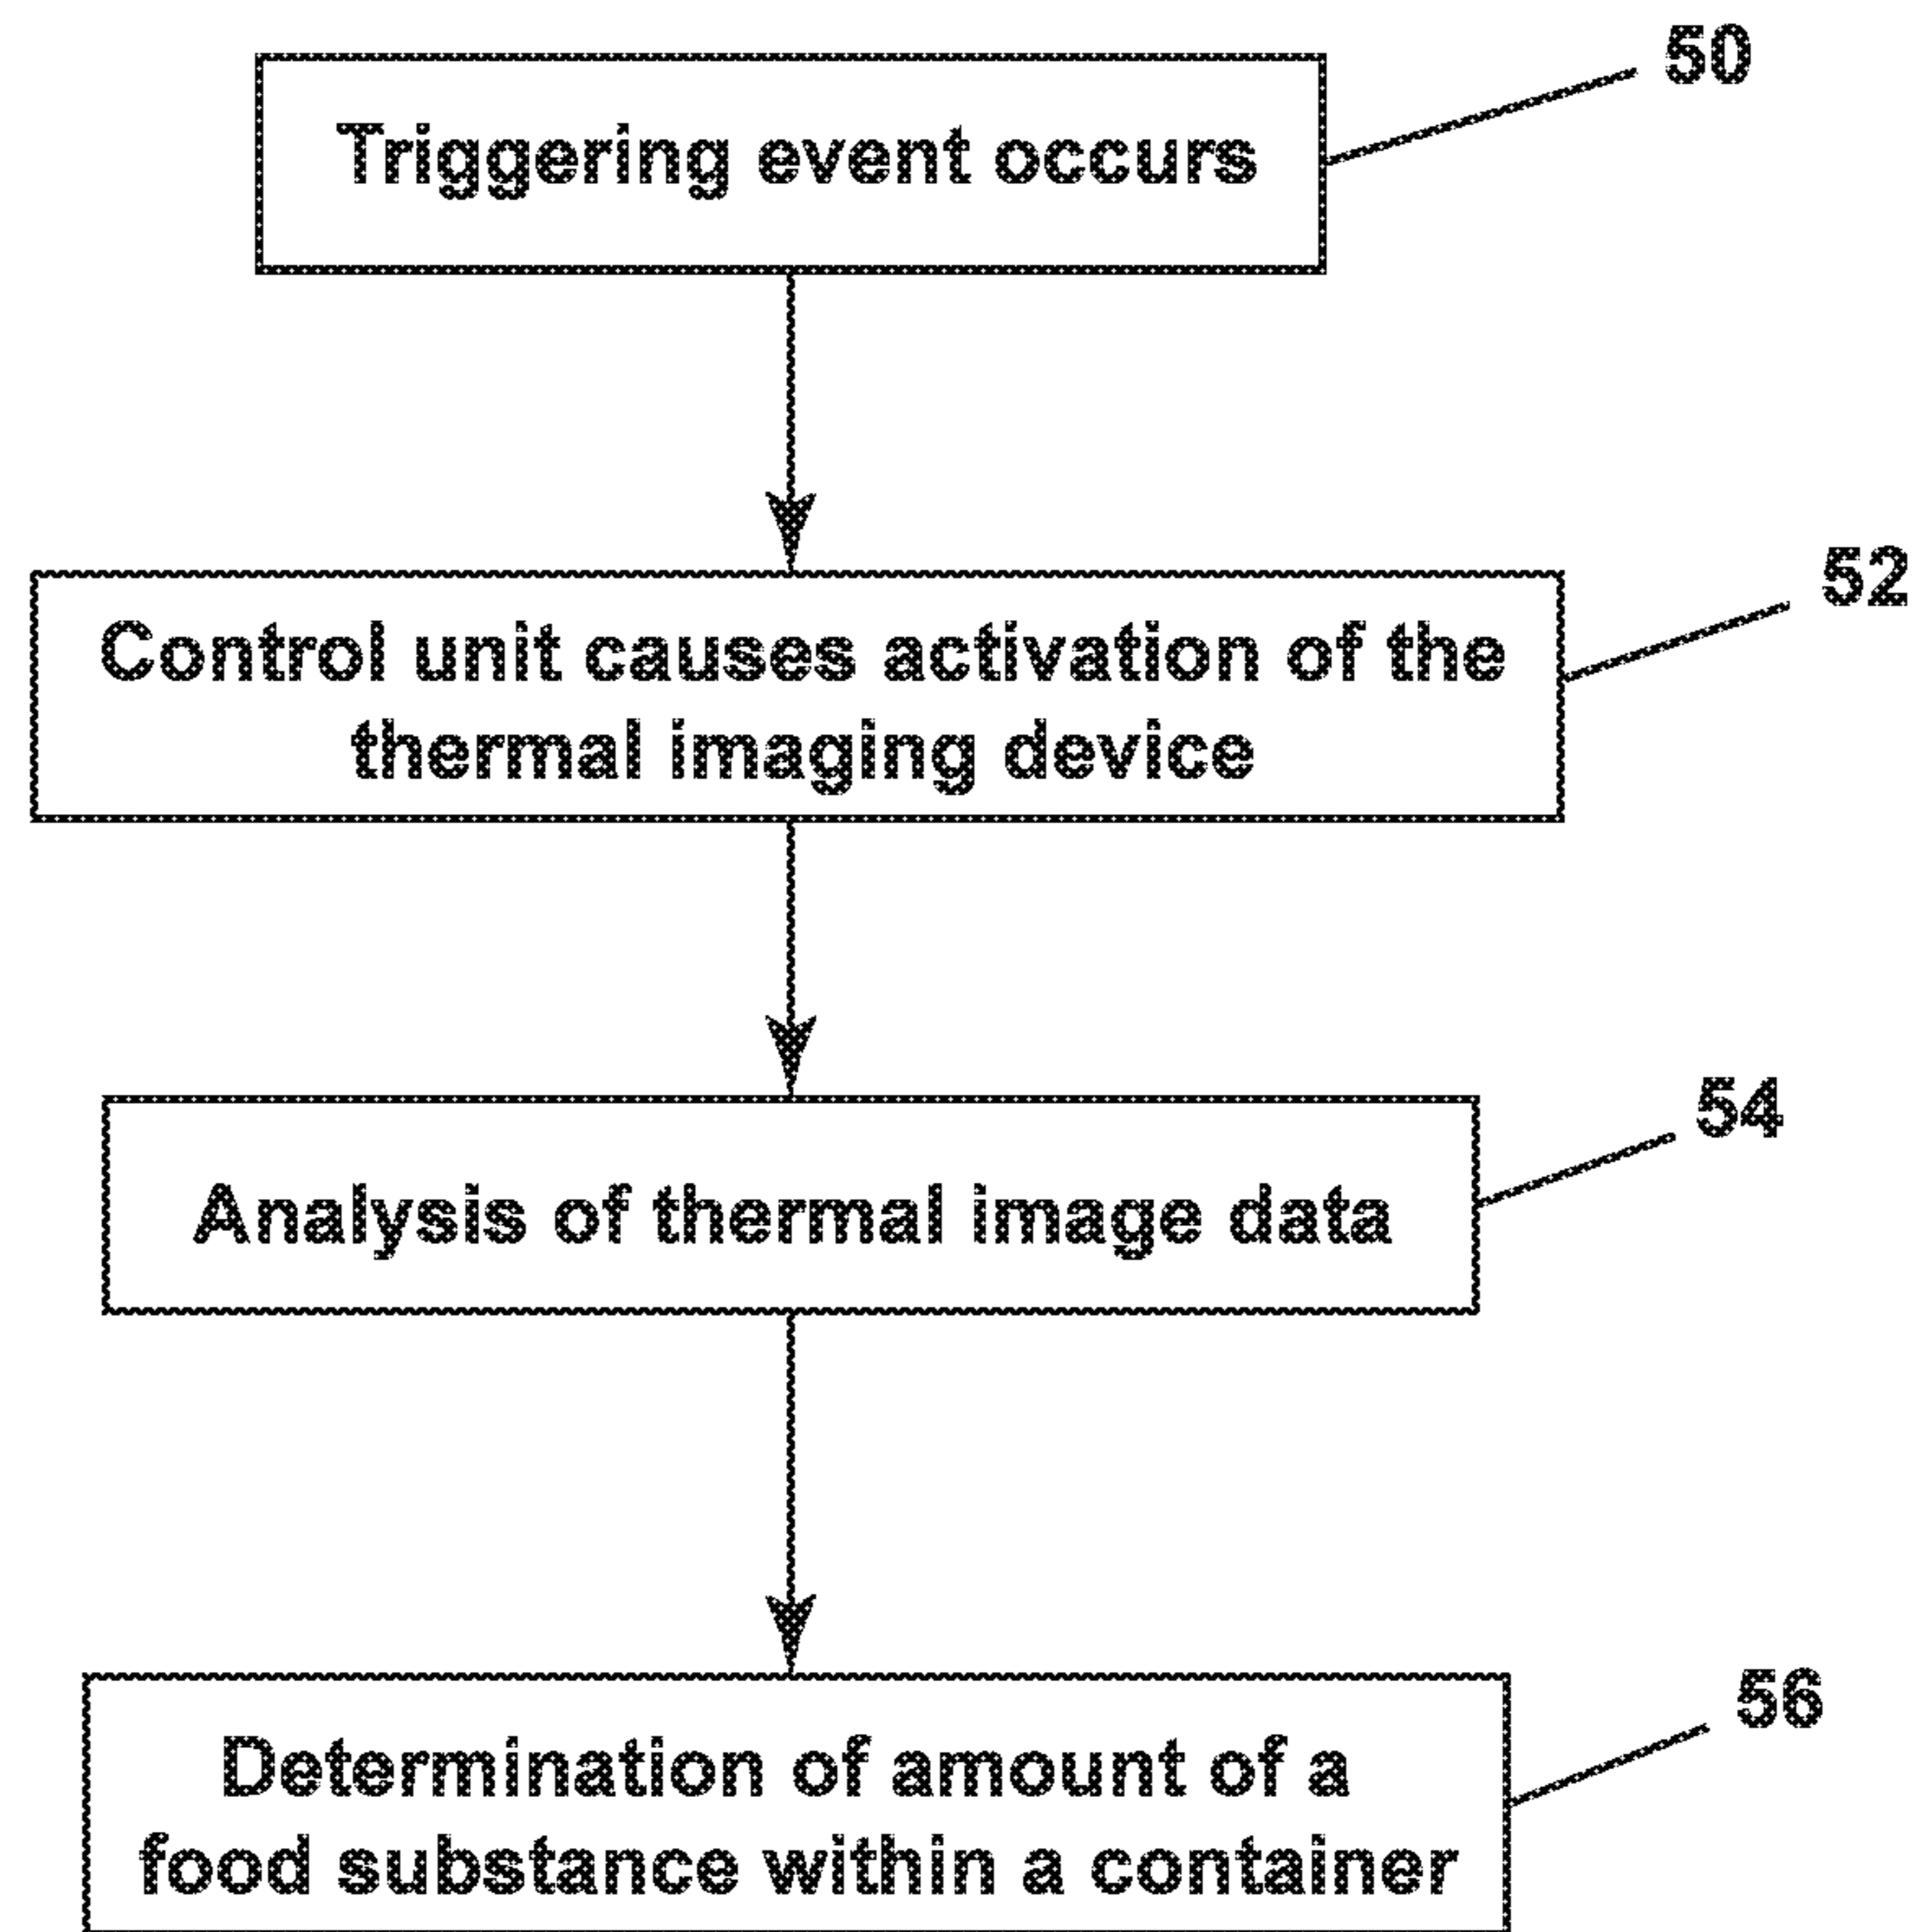 50
Triggering event occurs
52
Control unit causes activation of the
thermal imaging device
54
Analysis of thermal image data
56
Determination of amount of a
food substance within a container